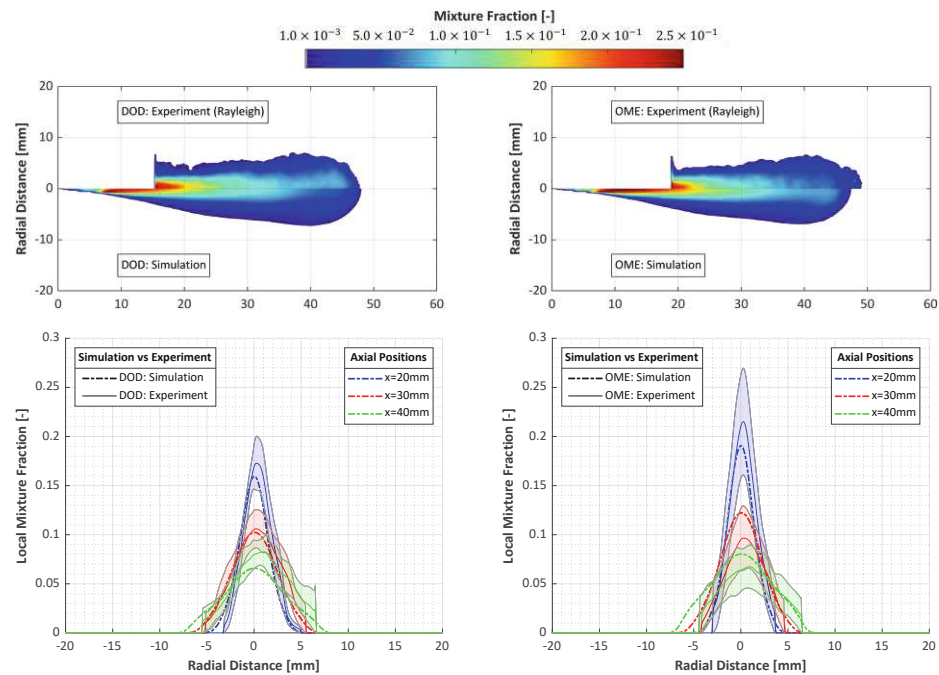 Mixture Fraction [-]
1.0 × 10⁻³ 5.0 × 10⁻² 1.0 × 10⁻¹ 1.5 × 10⁻¹ 2.0 × 10⁻¹ 2.5 × 10⁻¹
Radial Distance [mm]
20
10
0
-10
-20
DOD: Experiment (Rayleigh)
DOD: Simulation
0 10 20 30 40 50 60
Radial Distance [mm]
20
10
0
-10
-20
OME: Experiment (Rayleigh)
OME: Simulation
0 10 20 30 40 50 60
Local Mixture Fraction [-]
0.3
0.25
0.2
0.15
0.1
0.05
0
Simulation vs Experiment
DOD: Simulation
DOD: Experiment
Axial Positions
x=20mm
x=30mm
x=40mm
-20 -15 -10 -5 0 5 10 15 20
Radial Distance [mm]
Local Mixture Fraction [-]
0.3
0.25
0.2
0.15
0.1
0.05
0
Simulation vs Experiment
OME: Simulation
OME: Experiment
Axial Positions
x=20mm
x=30mm
x=40mm
-20 -15 -10 -5 0 5 10 15 20
Radial Distance [mm]